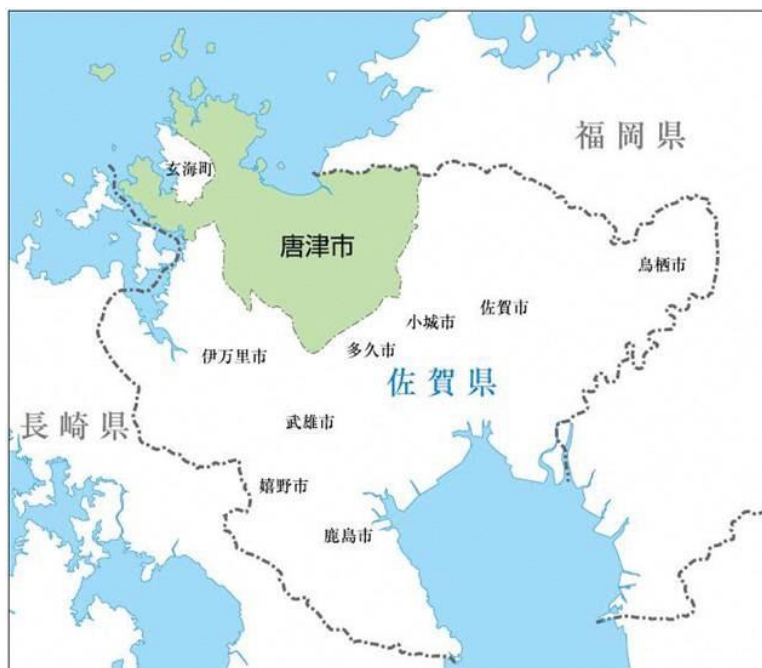 福岡県
玄海町
唐津市
鳥栖市
佐賀市
小城市
多久市
伊万里市
佐賀県
武雄市
長崎県
嬉野市
鹿島市